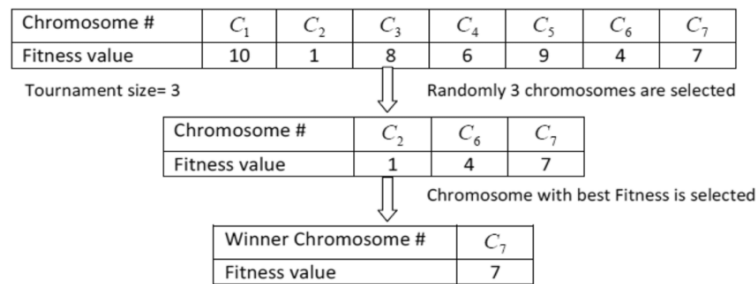 Chromosome # C1 C2 C3 C4 C5 C6 C7
Fitness value 10 1 8 6 9 4 7
Tournament size= 3 Randomly 3 chromosomes are selected
Chromosome # C2 C6 C7
Fitness value 1 4 7
Chromosome with best Fitness is selected
Winner Chromosome # C7
Fitness value 7